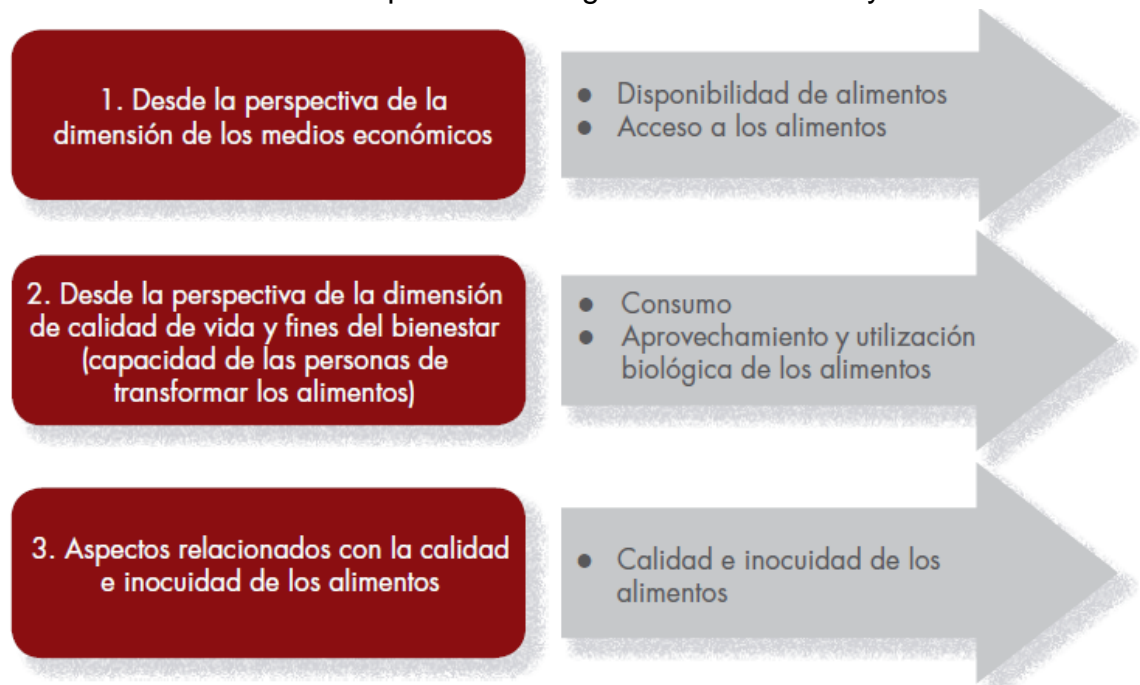 1. Desde la perspectiva de la
dimensión de los medios económicos
● Disponibilidad de alimentos
● Acceso a los alimentos
2. Desde la perspectiva de la dimensión
de calidad de vida y fines del bienestar
(capacidad de las personas de
transformar los alimentos)
● Consumo
● Aprovechamiento y utilización
biológica de los alimentos
3. Aspectos relacionados con la calidad
e inocuidad de los alimentos
● Calidad e inocuidad de los
alimentos